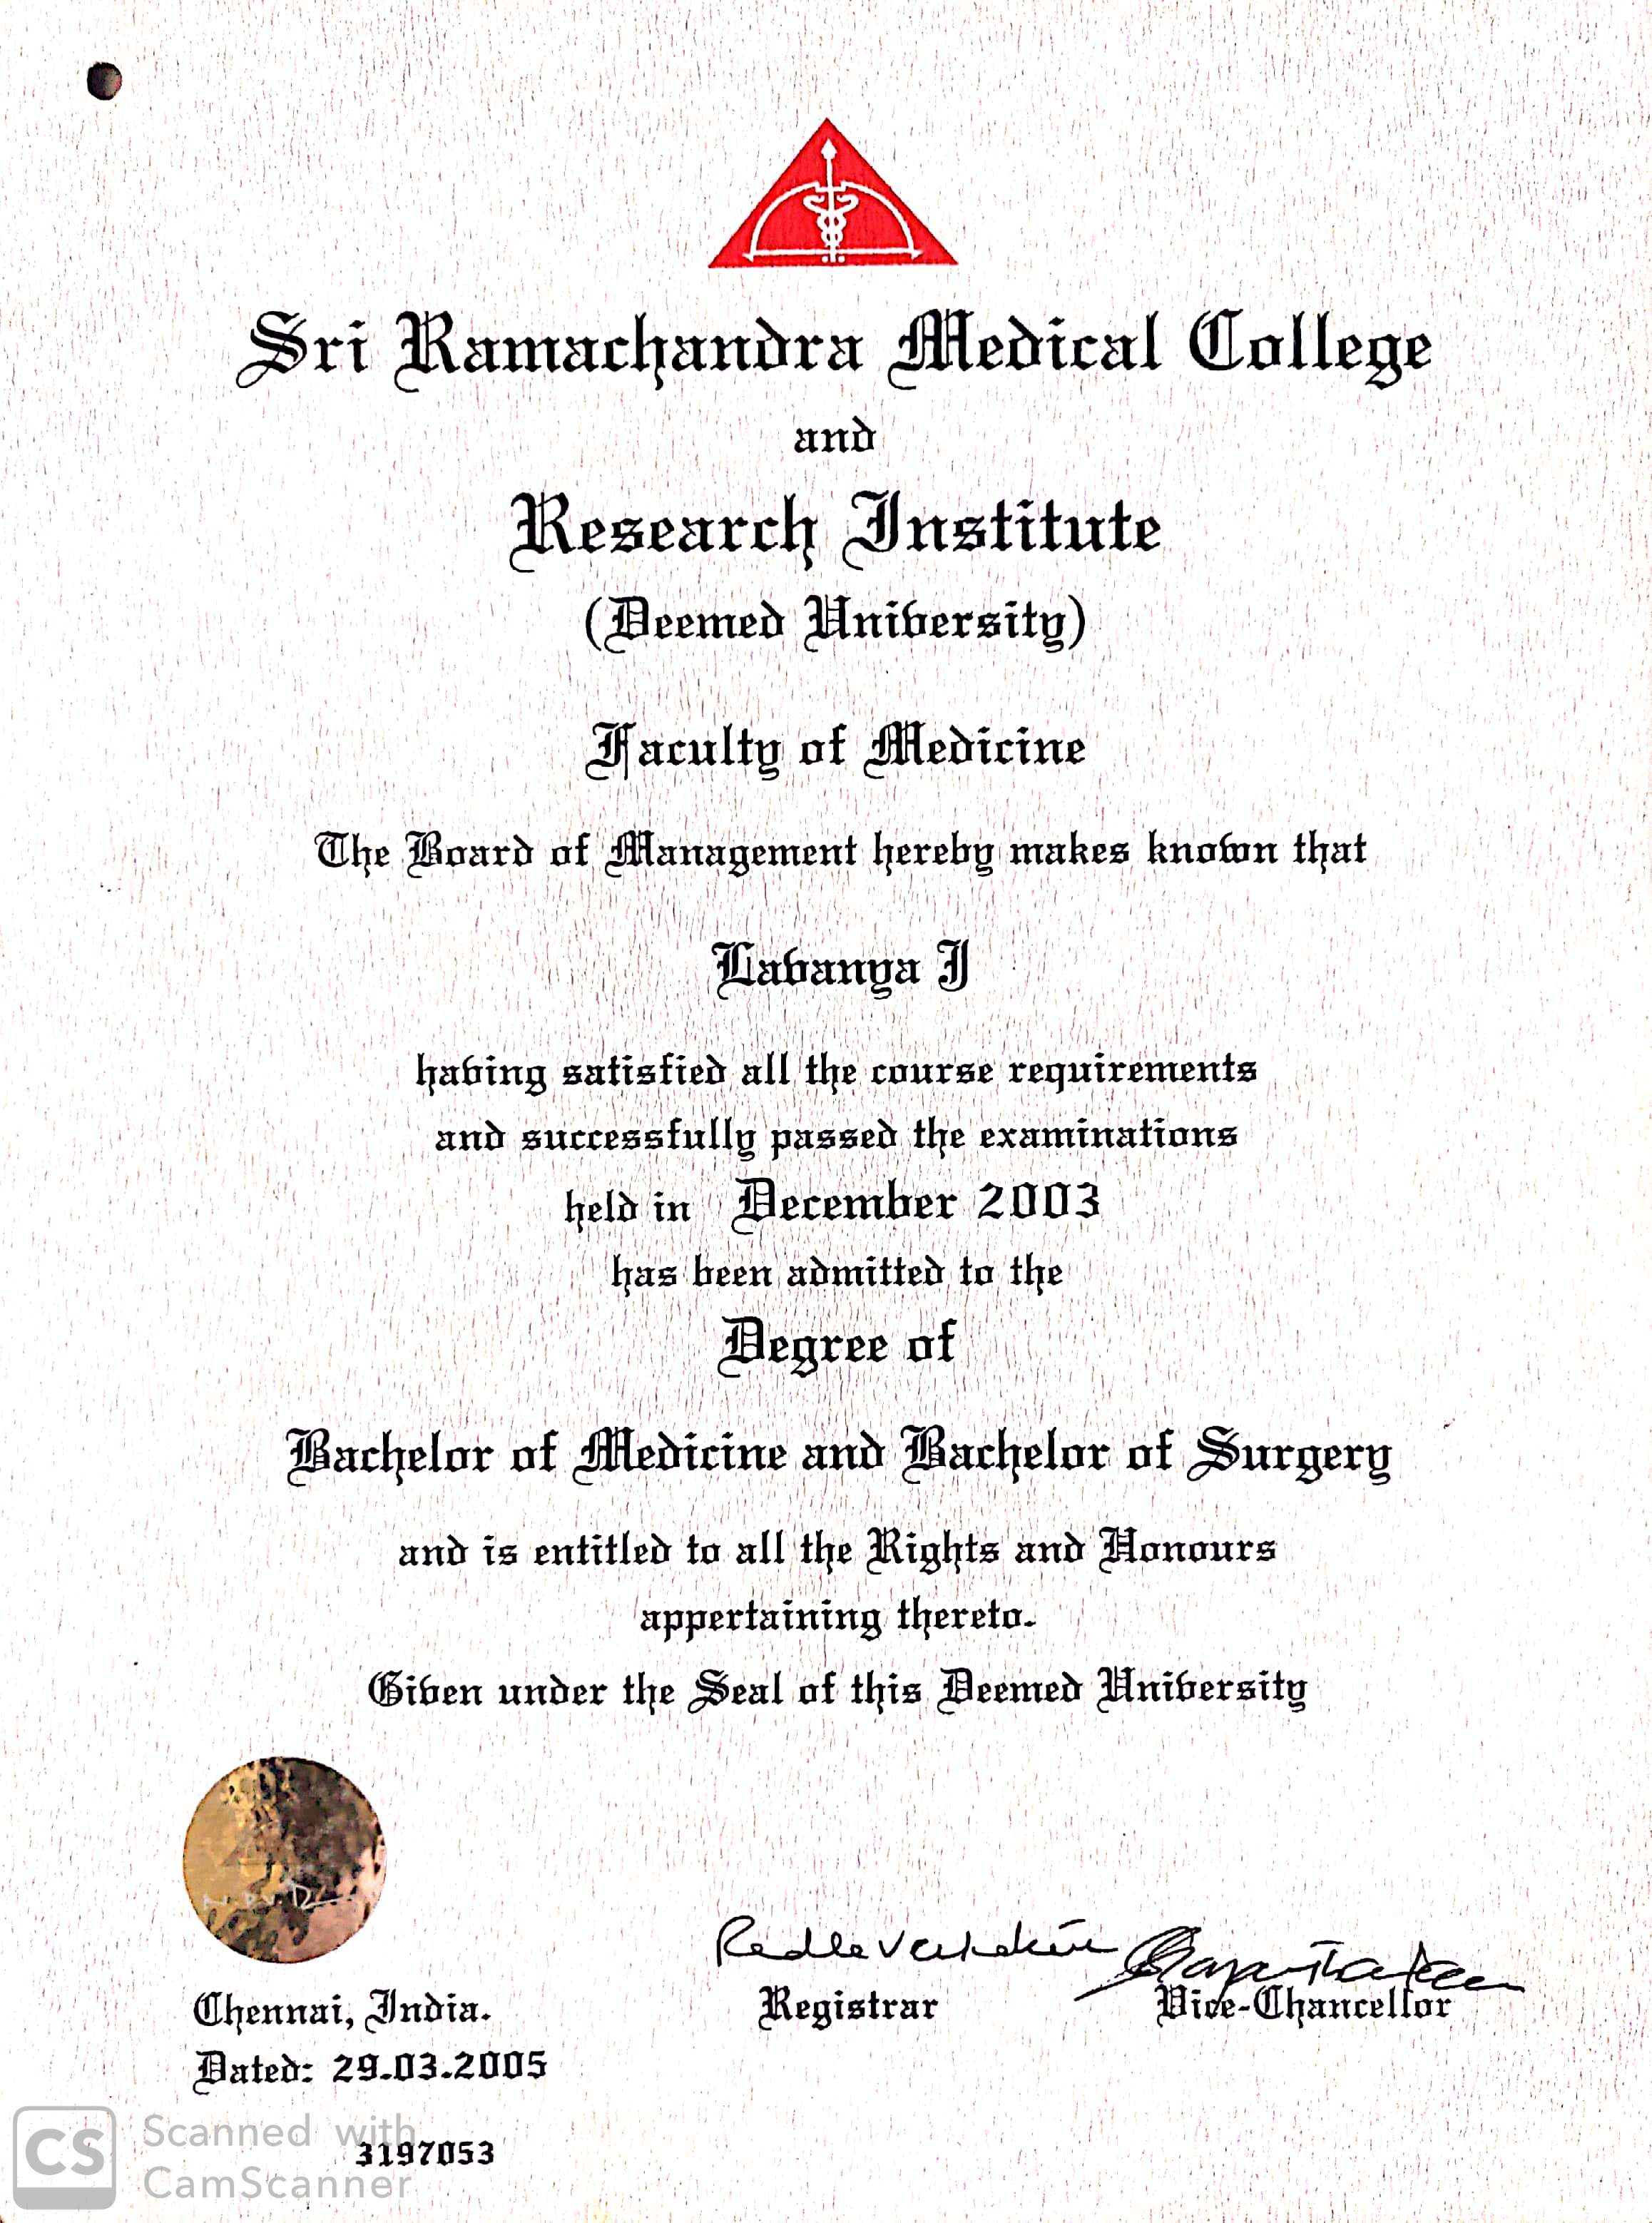 Sri Ramachandra Medical College
and
Research Institute
(Deemed University)
Faculty of Medicine
The Board of Management hereby makes known that
Lavanya J
having satisfied all the course requirements
and successfully passed the examinations
held in December 2003
has been admitted to the
Degree of
Bachelor of Medicine and Bachelor of Surgery
and is entitled to all the Rights and Honours
appertaining thereto.
Given under the Seal of this Deemed University
Registrar
Vice-Chancellor
Chennai, India.
Dated: 29.03.2005
3197053
CS
Scanned with
CamScanner